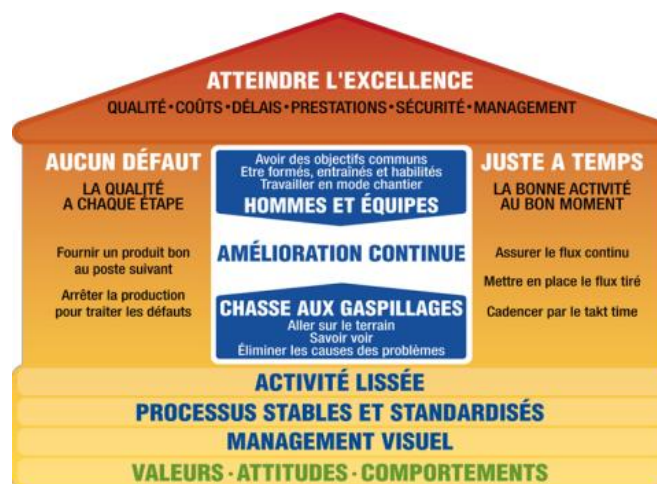 ATTEINDRE L'EXCELLENCE
QUALITÉ•COÛTS•DÉLAIS•PRESTATIONS•SÉCURITÉ•MANAGEMENT
AUCUN DÉFAUT
LA QUALITÉ
A CHAQUE ÉTAPE
Fournir un produit bon
au poste suivant
Arrêter la production
pour traiter les défauts
Avoir des objectifs communs
Etre formés, entraînés et habilités
Travailler en mode chantier
HOMMES ET ÉQUIPES
AMÉLIORATION CONTINUE
CHASSE AUX GASPILLAGES
Aller sur le terrain
Savoir voir
Éliminer les causes des problèmes
JUSTE A TEMPS
LA BONNE ACTIVITÉ
AU BON MOMENT
Assurer le flux continu
Mettre en place le flux tiré
Cadencer par le takt time
ACTIVITÉ LISSÉE
PROCESSUS STABLES ET STANDARDISÉS
MANAGEMENT VISUEL
VALEURS • ATTITUDES • COMPORTEMENTS